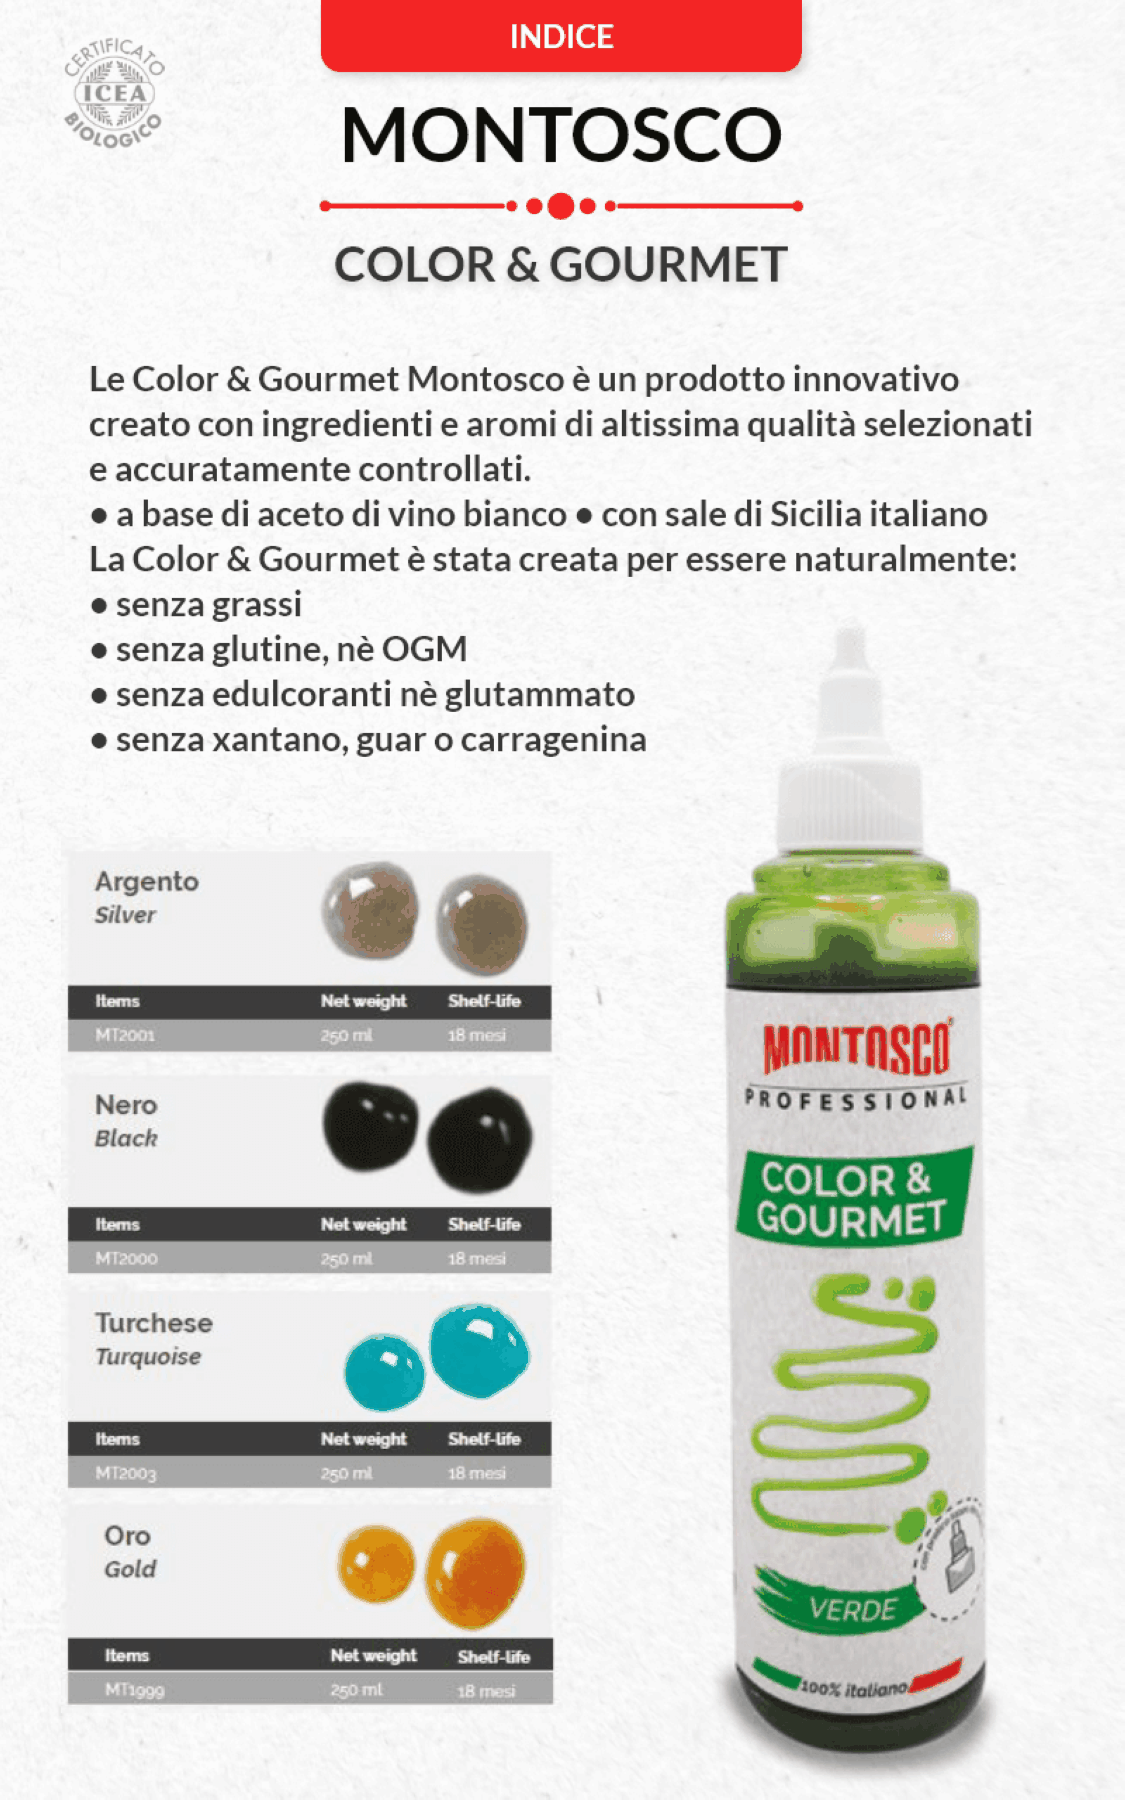 INDICE
CERTIFICATO
ICEA
BIOLOGICO
MONTOSCO
COLOR & GOURMET
Le Color & Gourmet Montosco è un prodotto innovativo
creato con ingredienti e aromi di altissima qualità selezionati
e accuratamente controllati.
● a base di aceto di vino bianco ● con sale di Sicilia italiano
La Color & Gourmet è stata creata per essere naturalmente:
● senza grassi
● senza glutine, nè OGM
● senza edulcoranti nè glutammato
● senza xantano, guar o carragenina
Argento
Silver
Items Net weight Shelf-life
MT2001 250 ml 18 mesi
Nero
Black
Items Net weight Shelf-life
MT2000 250 ml 18 mesi
Turchese
Turquoise
Items Net weight Shelf-life
MT2003 250 ml 18 mesi
Oro
Gold
Items Net weight Shelf-life
MT1999 250 ml 18 mesi
MONTOSCO®
PROFESSIONAL
COLOR &
GOURMET
VERDE
100% italiano